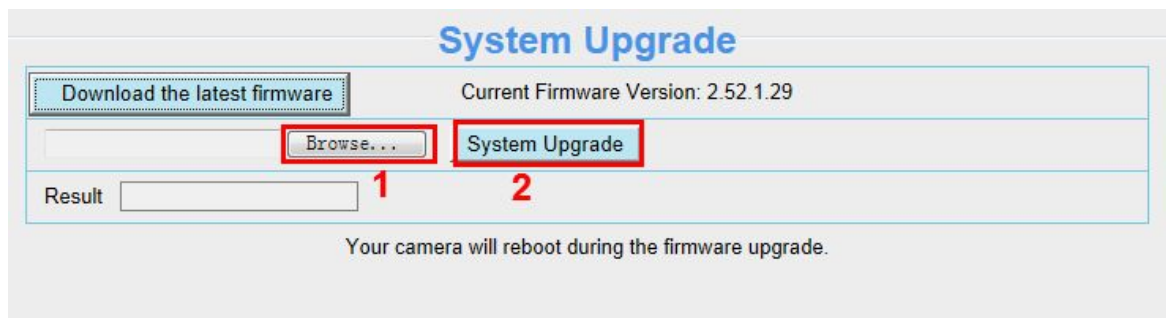 System Upgrade
Download the latest firmware
Current Firmware Version: 2.52.1.29
Browse...
System Upgrade
1
2
Result
Your camera will reboot during the firmware upgrade.